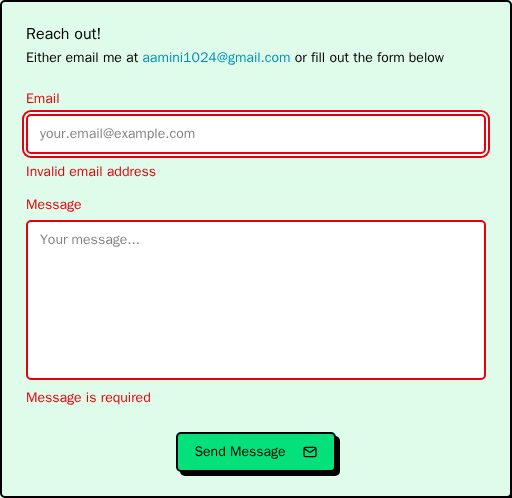 Reach out!
Either email me at aamini1024@gmail.com or fill out the form below
Email
your.email@example.com
Invalid email address
Message
Your message...
Message is required
Send Message